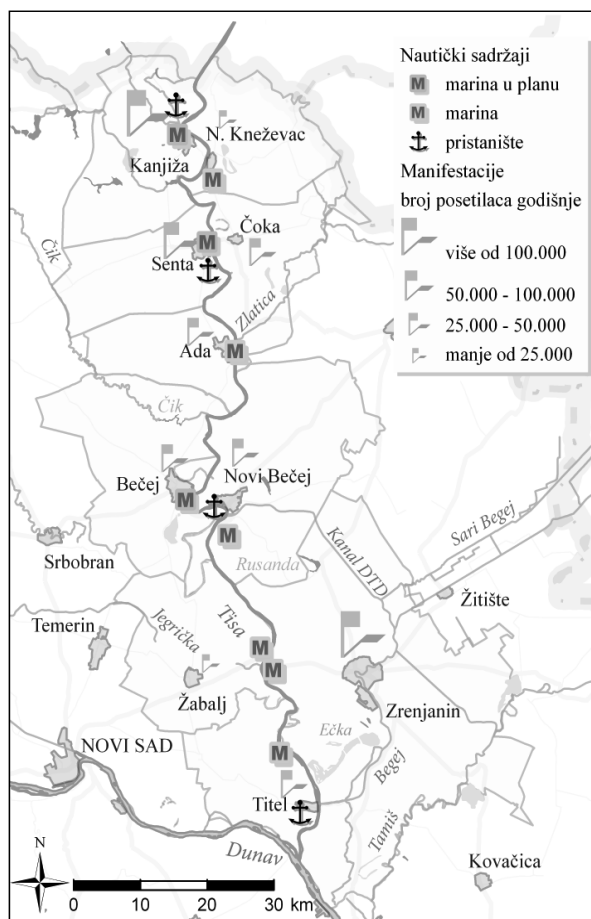 Nautički sadržaji
M marina u planu
M marina
pristanište
Manifestacije
broj posetilaca godišnje
više od 100.000
50.000 - 100.000
25.000 - 50.000
manje od 25.000
M
N. Kneževac
Kanjiža
M
Čik
M
Čoka
Senta
Zlatica
Ada
M
Čik
Bečej
Novi Bečej
M
M
Sari Begej
Srbobran
Rusanda
Kanal DTD
Žitište
Temerin
Jegrička
Tisa
M
M
Žabalj
Zrenjanin
NOVI SAD
M
Ečka
Begej
Titel
Tamiš
Dunav
Kovačica
N
0 10 20 30 km